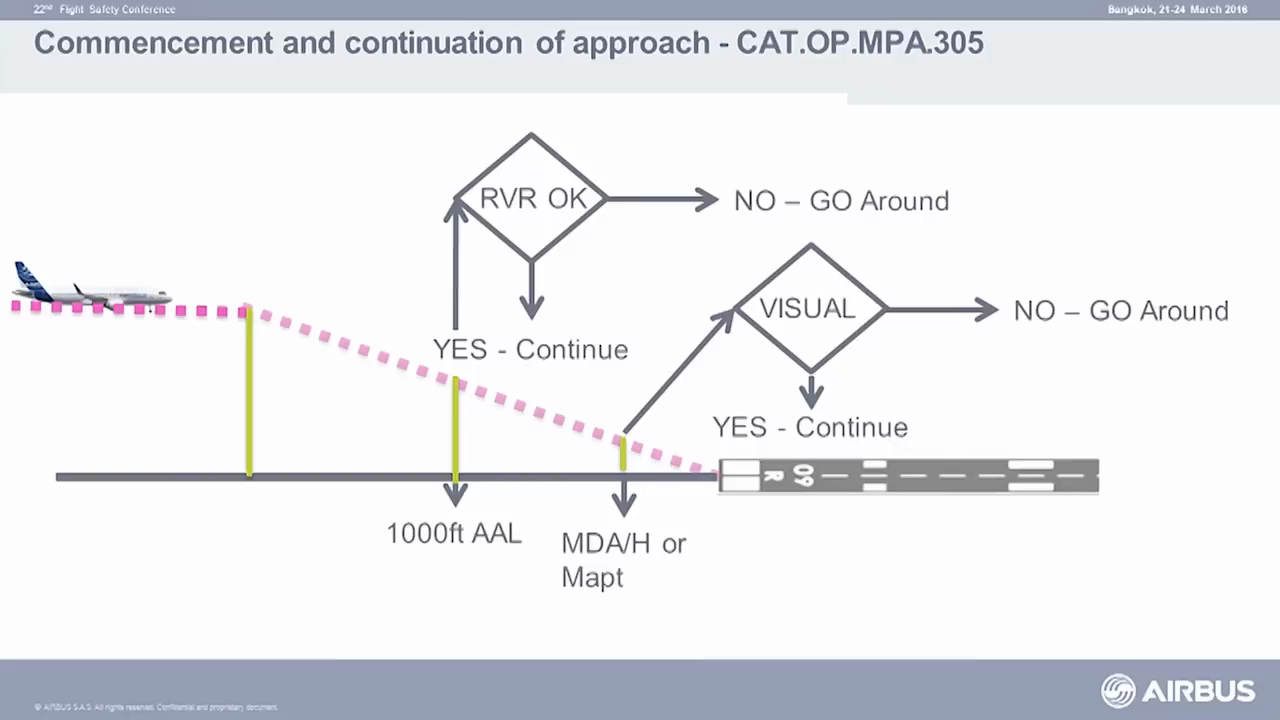 22nd Flight Safety Conference
Bangkok, 21-24 March 2016
Commencement and continuation of approach - CAT.OP.MPA.305
RVR OK
NO – GO Around
VISUAL
NO – GO Around
YES - Continue
YES - Continue
09
R
1000ft AAL
MDA/H or
Mapt
© AIRBUS S.A.S. All rights reserved. Confidential and proprietary document.
AIRBUS